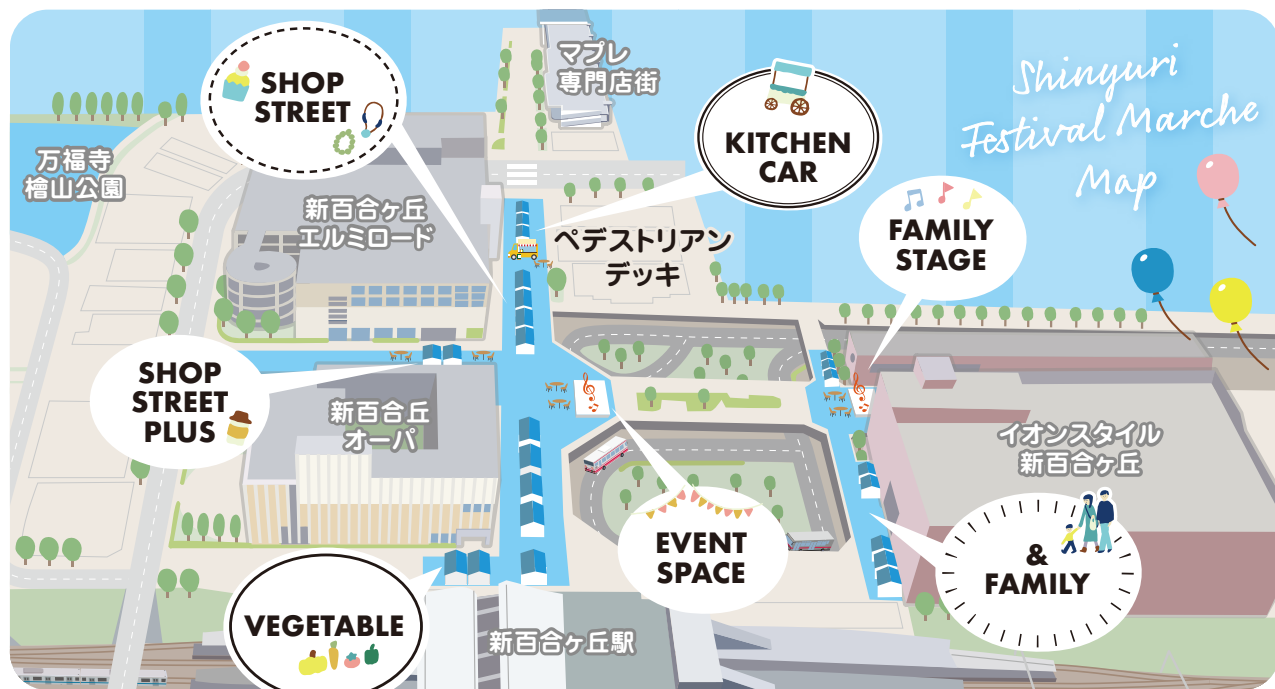 SHOP
STREET
マプレ
専門店街
KITCHEN
CAR
Shinyuri
Festival Marche
Map
万福寺
檜山公園
新百合ヶ丘
エルミロード
ペデストリアン
デッキ
FAMILY
STAGE
SHOP
STREET
PLUS
新百合丘
オーパ
イオンスタイル
新百合ヶ丘
EVENT
SPACE
&
FAMILY
VEGETABLE
新百合ヶ丘駅